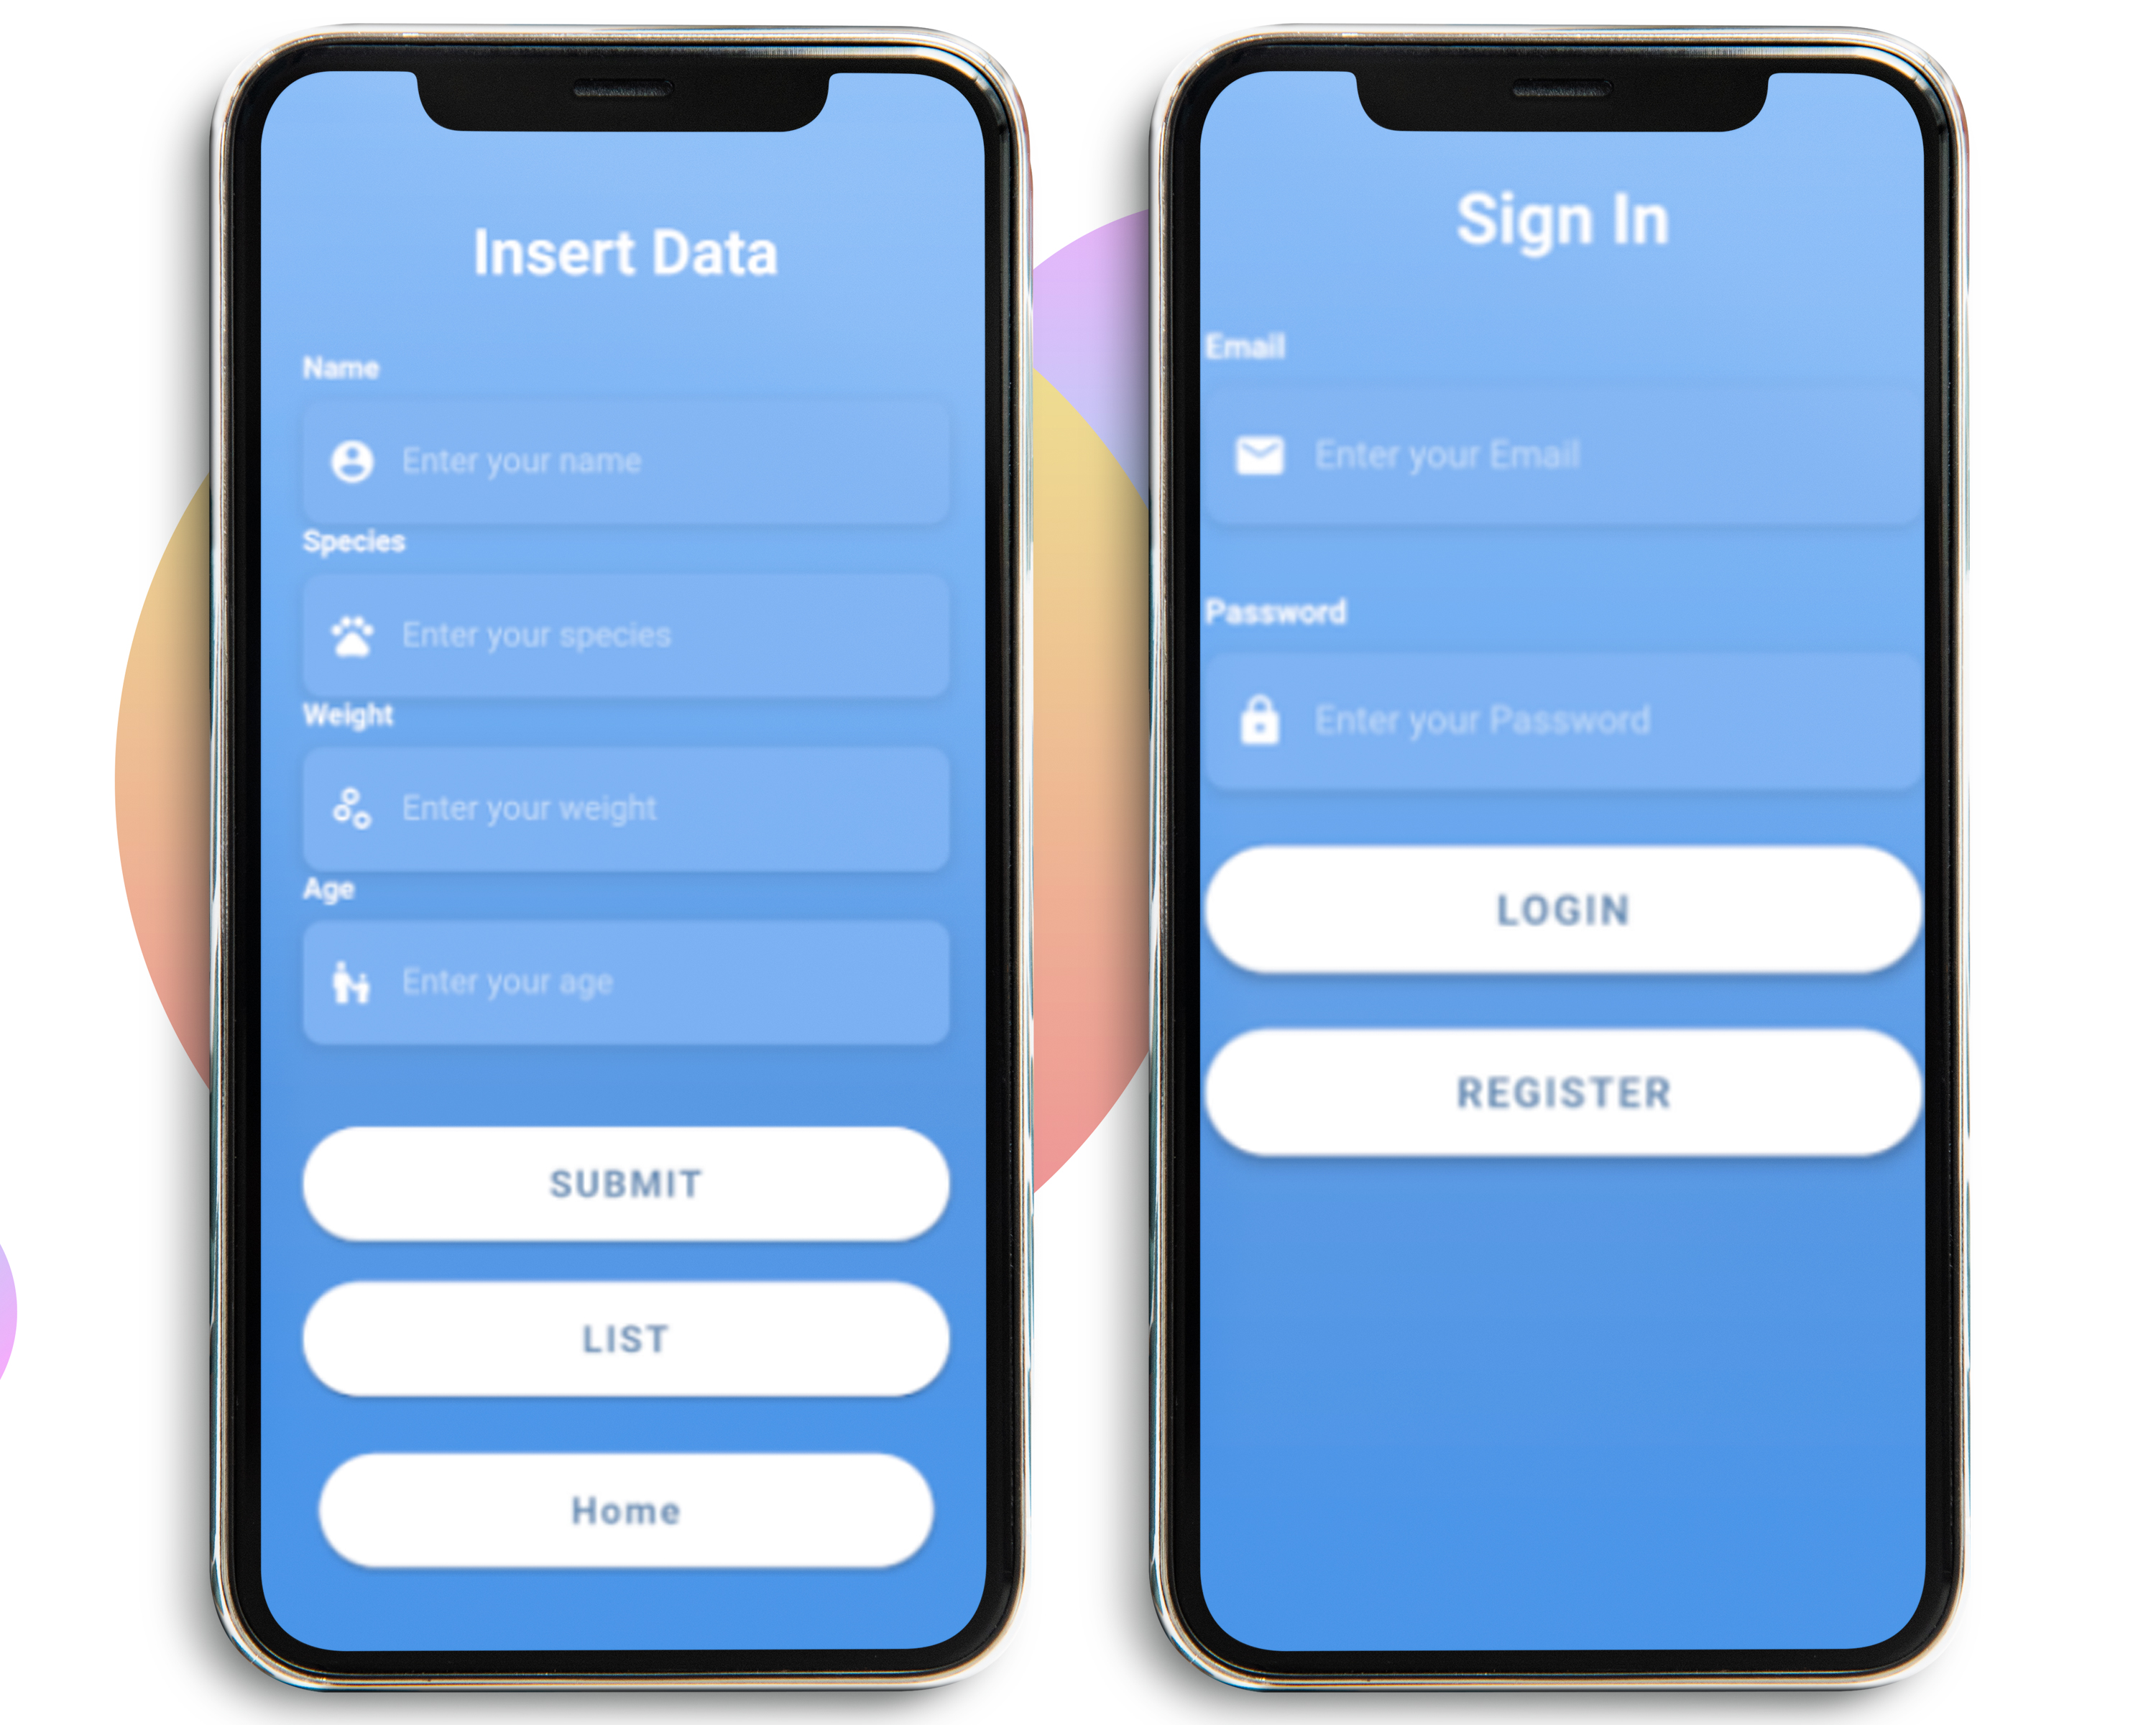 Insert Data
Name
Enter your name
Species
Enter your species
Weight
Enter your weight
Age
Enter your age
SUBMIT
LIST
Home
Sign In
Email
Enter your Email
Password
Enter your Password
LOGIN
REGISTER